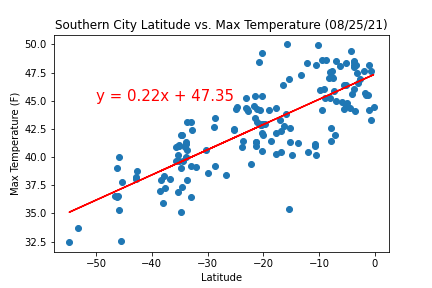 Southern City Latitude vs. Max Temperature (08/25/21)
50.0
47.5
45.0
42.5
40.0
37.5
35.0
32.5
Max Temperature (F)
y = 0.22x + 47.35
−50 −40 −30 −20 −10 0
Latitude